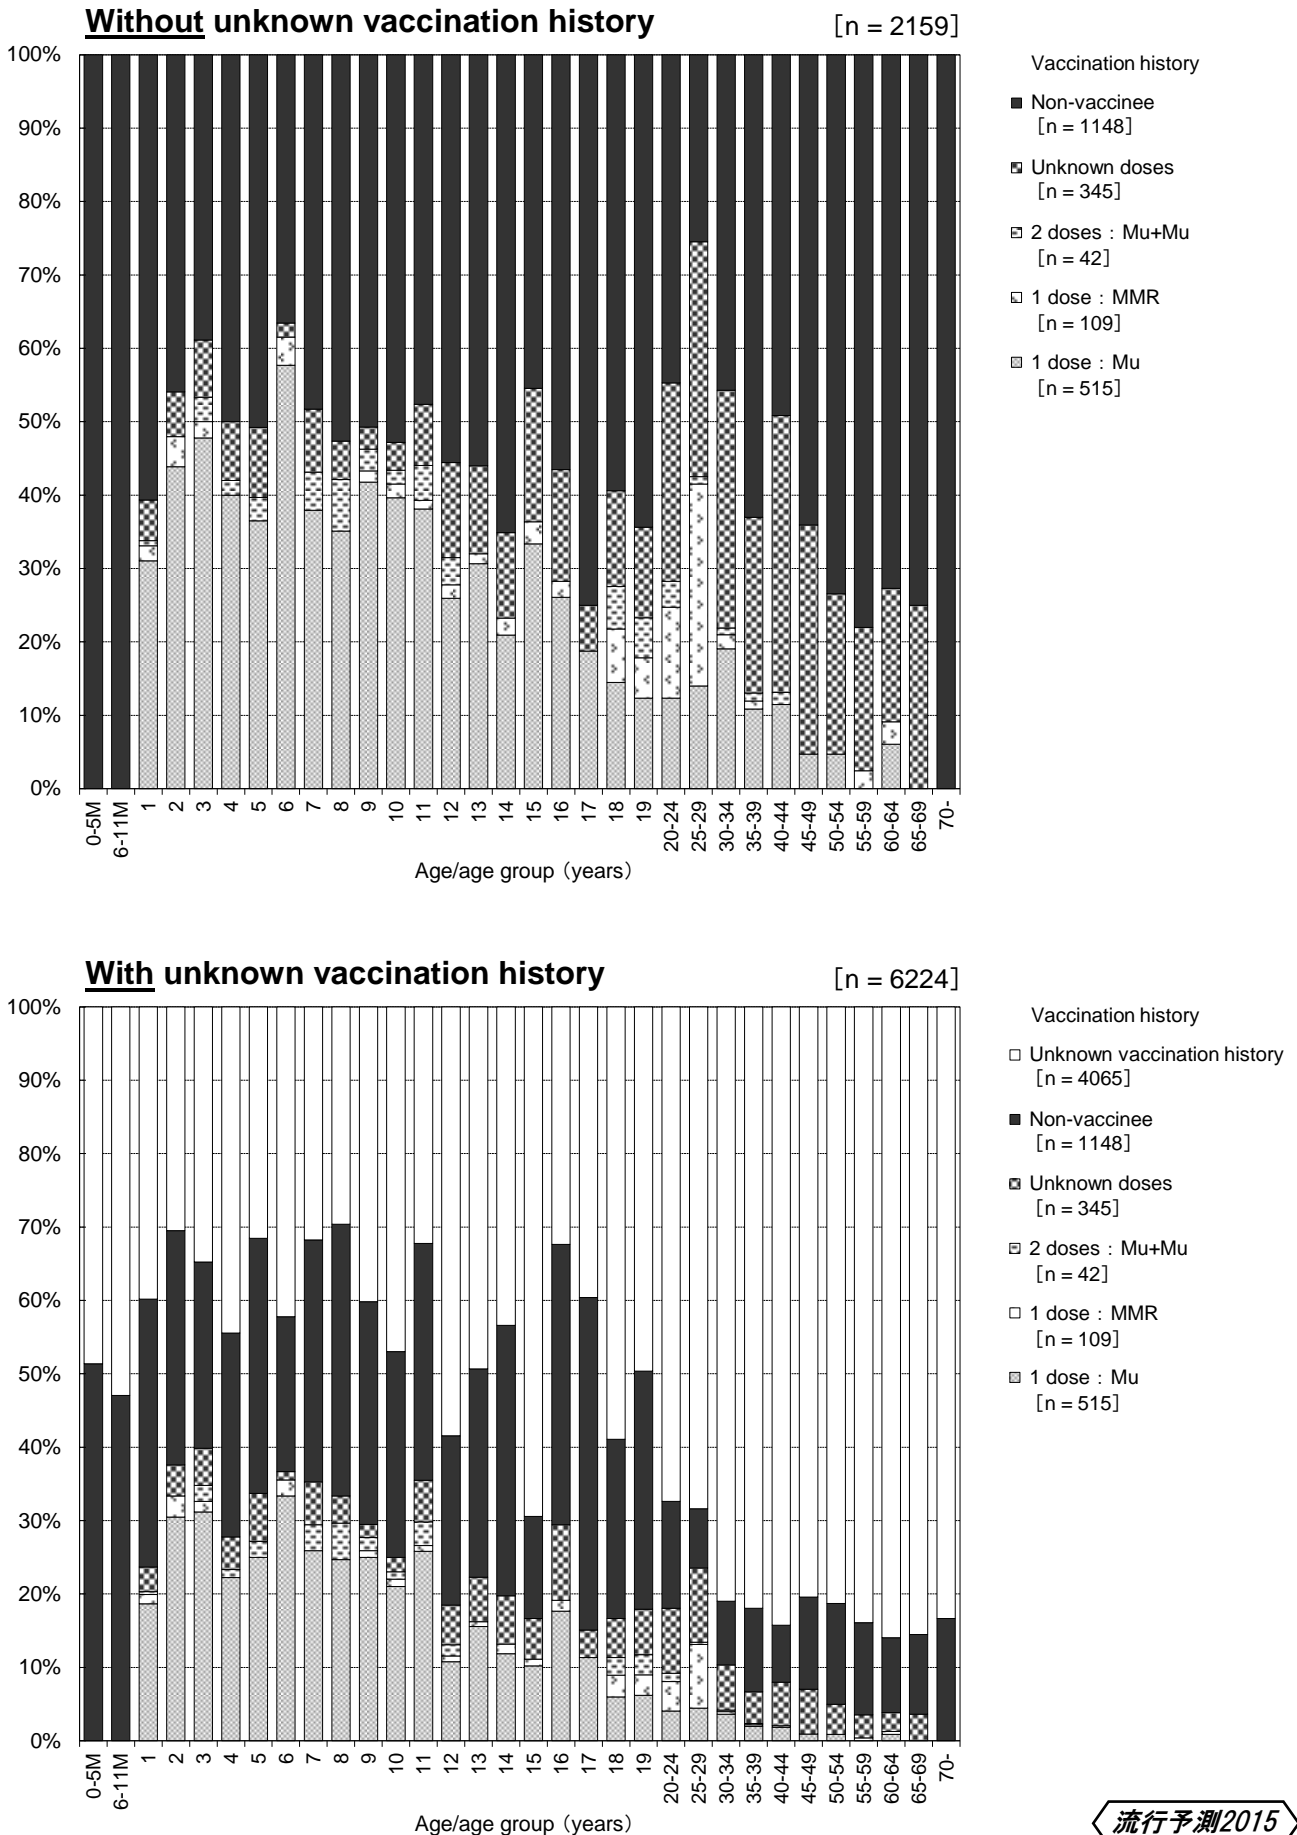 Without unknown vaccination history
［n = 2159］
100%
90%
80%
70%
60%
50%
40%
30%
20%
10%
0%
0-5M
6-11M
1
2
3
4
5
6
7
8
9
10
11
12
13
14
15
16
17
18
19
20-24
25-29
30-34
35-39
40-44
45-49
50-54
55-59
60-64
65-69
70-
Age/age group（years）
Vaccination history
Non-vaccinee
［n = 1148］
Unknown doses
［n = 345］
2 doses：Mu+Mu
［n = 42］
1 dose：MMR
［n = 109］
1 dose：Mu
［n = 515］
With unknown vaccination history
［n = 6224］
100%
90%
80%
70%
60%
50%
40%
30%
20%
10%
0%
0-5M
6-11M
1
2
3
4
5
6
7
8
9
10
11
12
13
14
15
16
17
18
19
20-24
25-29
30-34
35-39
40-44
45-49
50-54
55-59
60-64
65-69
70-
Age/age group（years）
Vaccination history
Unknown vaccination history
［n = 4065］
Non-vaccinee
［n = 1148］
Unknown doses
［n = 345］
2 doses：Mu+Mu
［n = 42］
1 dose：MMR
［n = 109］
1 dose：Mu
［n = 515］
流行予測2015